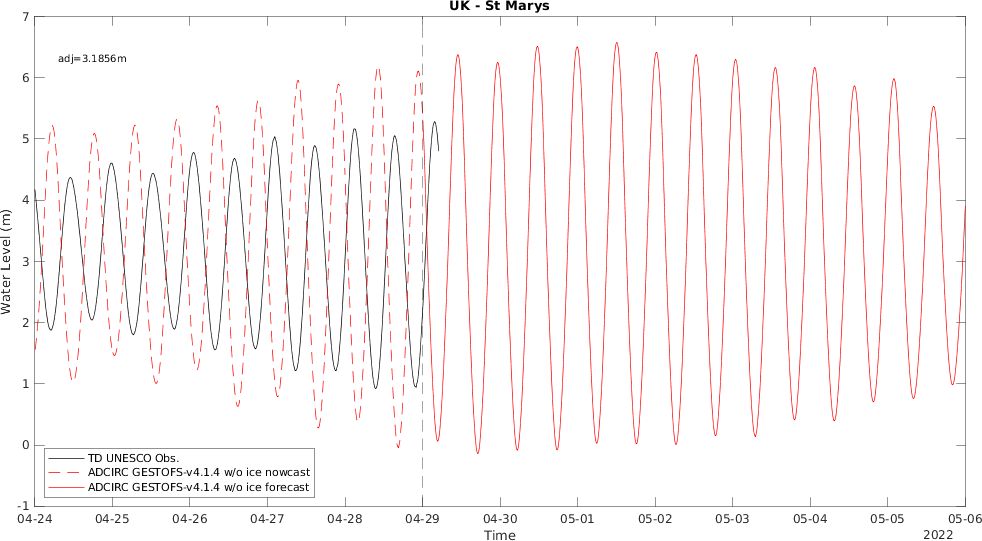 UK - St Marys
adj=3.1856m
Water Level (m)
7
6
5
4
3
2
1
0
-1
TD UNESCO Obs.
ADCIRC GESTOFS-v4.1.4 w/o ice nowcast
ADCIRC GESTOFS-v4.1.4 w/o ice forecast
04-24 04-25 04-26 04-27 04-28 04-29 04-30 05-01 05-02 05-03 05-04 05-05 05-06
Time
2022